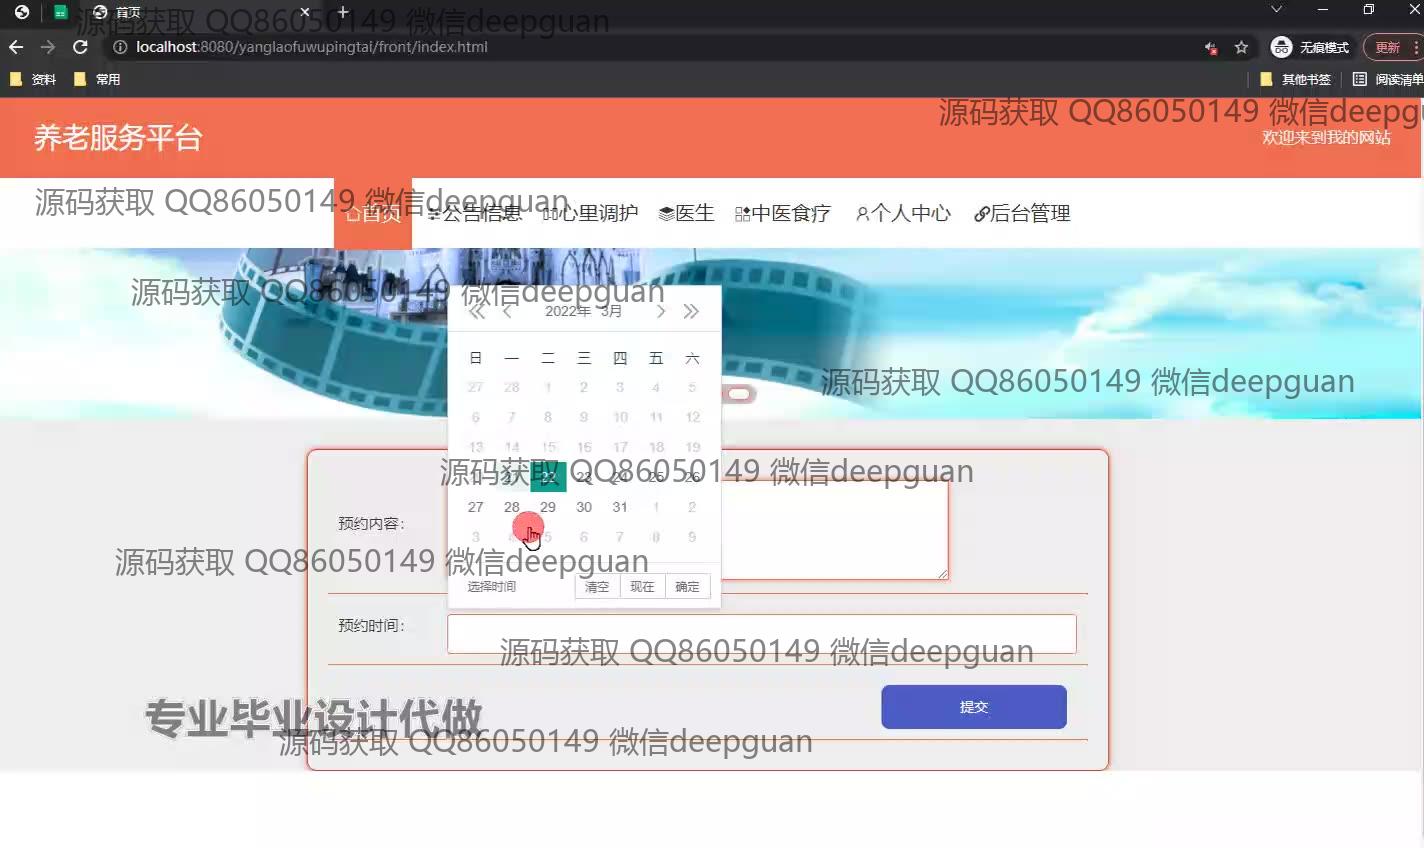 首页
localhost:8080/yanglaofuwupingtai/front/index.html
无痕模式
更新
资料
常用
其他书签
阅读清单
源码获取 QQ86050149 微信deepguan
养老服务平台
源码获取 QQ86050149 微信deepgu
欢迎来到我的网站
源码获取 QQ86050149 微信deepguan
首页 公告信息 心里调护 医生 中医食疗 个人中心 后台管理
源码获取 QQ86050149 微信deepguan
2022年 3月
日 一 二 三 四 五 六
27 28 1 2 3 4 5
源码获取 QQ86050149 微信deepguan
6 7 8 9 10 11 12
13 14 15 16 17 18 19
21 22 23 24 25 26
源码获取 QQ86050149 微信deepguan
27 28 29 30 31 1 2
预约内容：
3 4 5 6 7 8 9
源码获取 QQ86050149 微信deepguan
选择时间 清空 现在 确定
预约时间：
源码获取 QQ86050149 微信deepguan
提交
专业毕业设计代做
源码获取 QQ86050149 微信deepguan